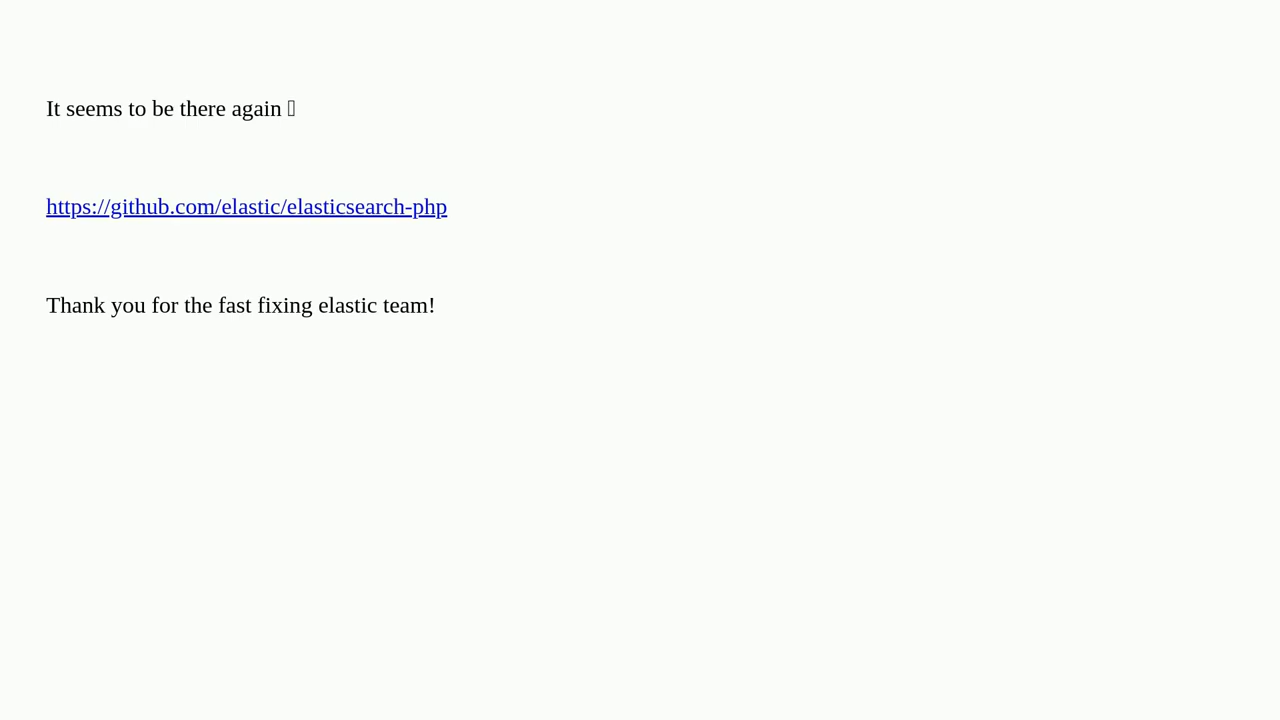 It seems to be there again
https://github.com/elastic/elasticsearch-php
Thank you for the fast fixing elastic team!